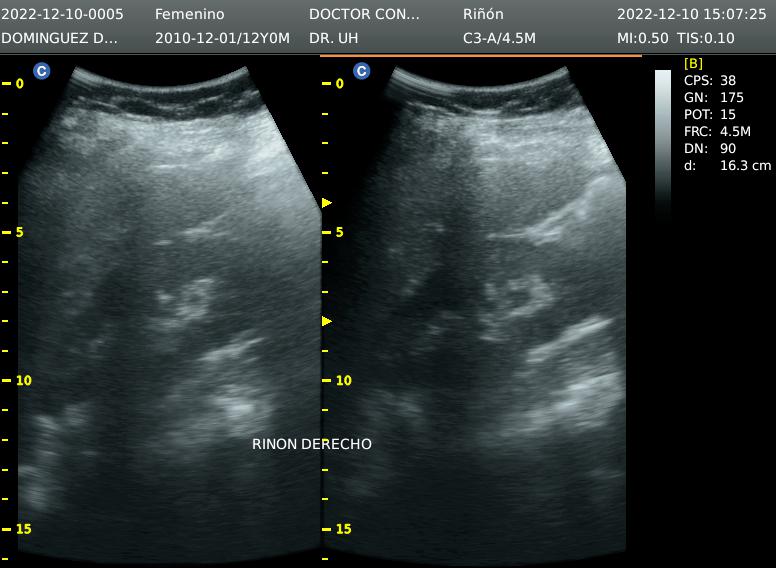 2022-12-10-0005 Femenino DOCTOR CON... Riñón 2022-12-10 15:07:25
DOMINGUEZ D... 2010-12-01/12Y0M DR. UH C3-A/4.5M MI:0.50 TIS:0.10
C
C
[B]
CPS: 38
GN: 175
POT: 15
FRC: 4.5M
DN: 90
d: 16.3 cm
0
5
10
15
0
5
10
15
RINON DERECHO